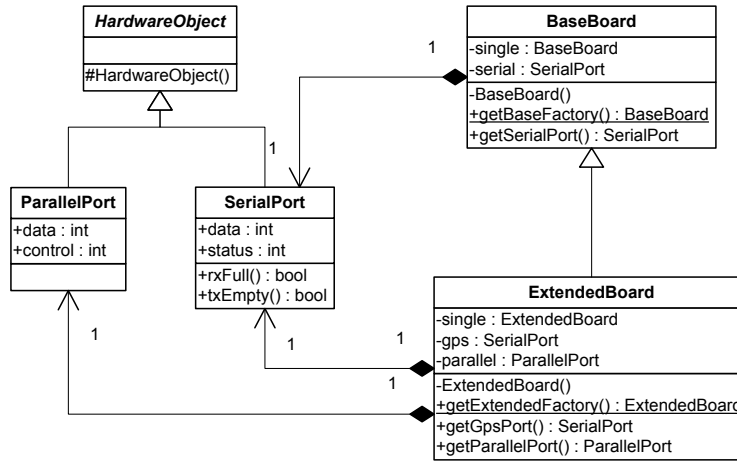 HardwareObject
#HardwareObject()
BaseBoard
-single : BaseBoard
-serial : SerialPort
-BaseBoard()
+getBaseFactory() : BaseBoard
+getSerialPort() : SerialPort
1
1
ParallelPort
+data : int
+control : int
SerialPort
+data : int
+status : int
+rxFull() : bool
+txEmpty() : bool
ExtendedBoard
-single : ExtendedBoard
-gps : SerialPort
-parallel : ParallelPort
-ExtendedBoard()
+getExtendedFactory() : ExtendedBoard
+getGpsPort() : SerialPort
+getParallelPort() : ParallelPort
1
1
1
1